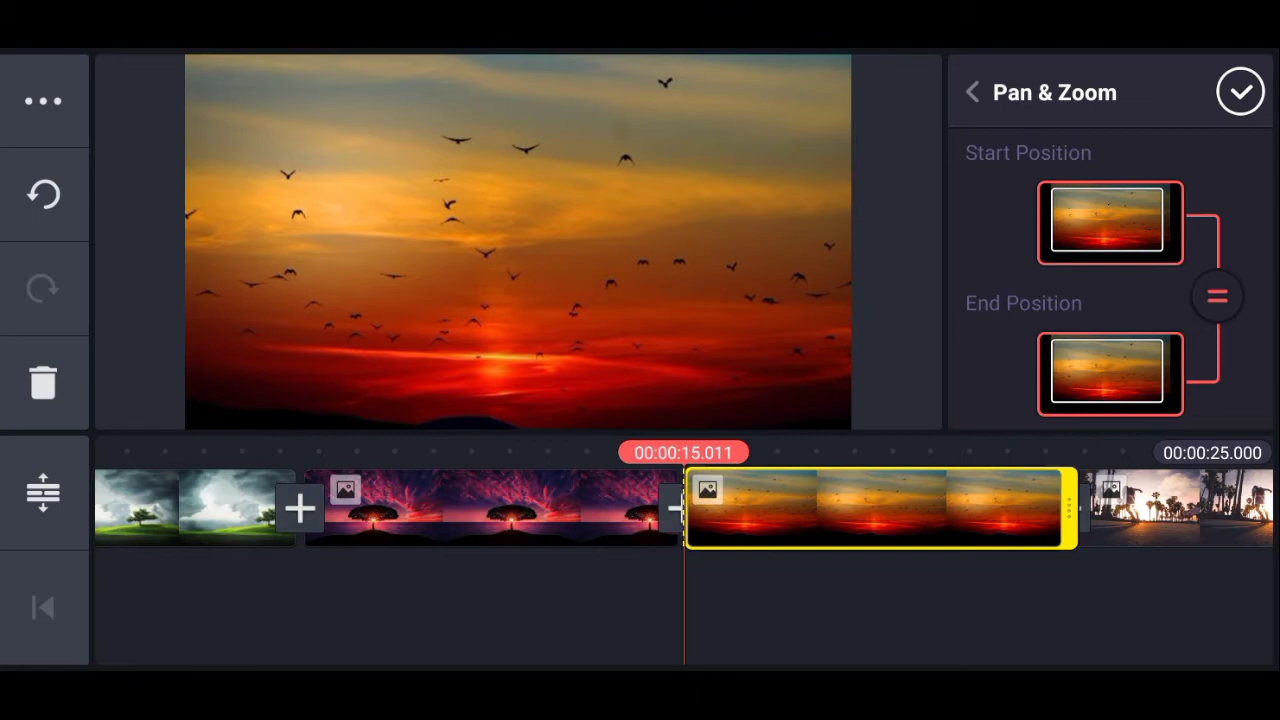 Pan & Zoom
Start Position
End Position
00:00:15.011
00:00:25.000